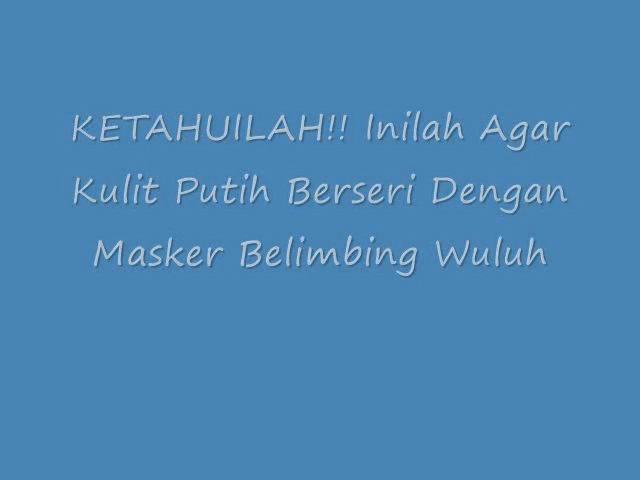 KETAHUILAH!! Inilah Agar
Kulit Putih Berseri Dengan
Masker Belimbing Wuluh